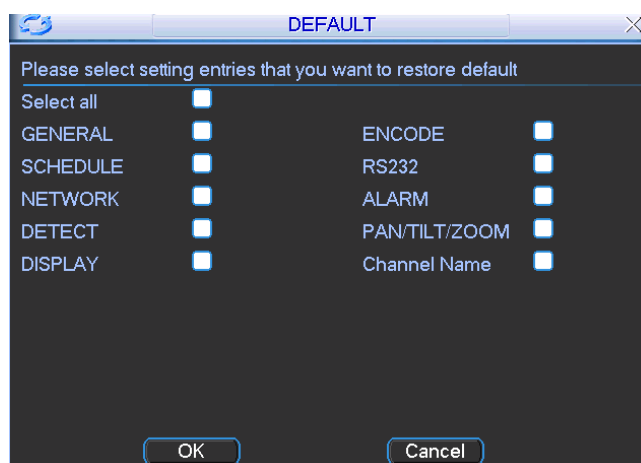 DEFAULT
Please select setting entries that you want to restore default
Select all
GENERAL ENCODE
SCHEDULE RS232
NETWORK ALARM
DETECT PAN/TILT/ZOOM
DISPLAY Channel Name
OK Cancel